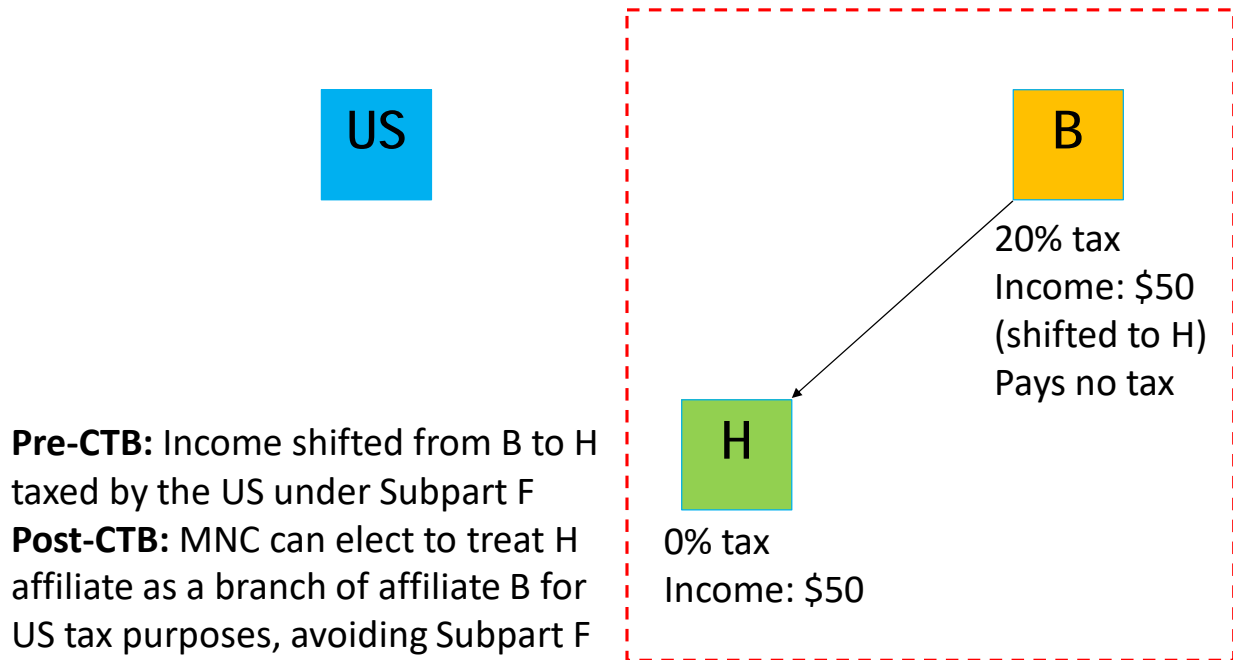 US
B
20% tax
Income: $50
(shifted to H)
Pays no tax
H
0% tax
Income: $50
Pre-CTB: Income shifted from B to H
taxed by the US under Subpart F
Post-CTB: MNC can elect to treat H
affiliate as a branch of affiliate B for
US tax purposes, avoiding Subpart F